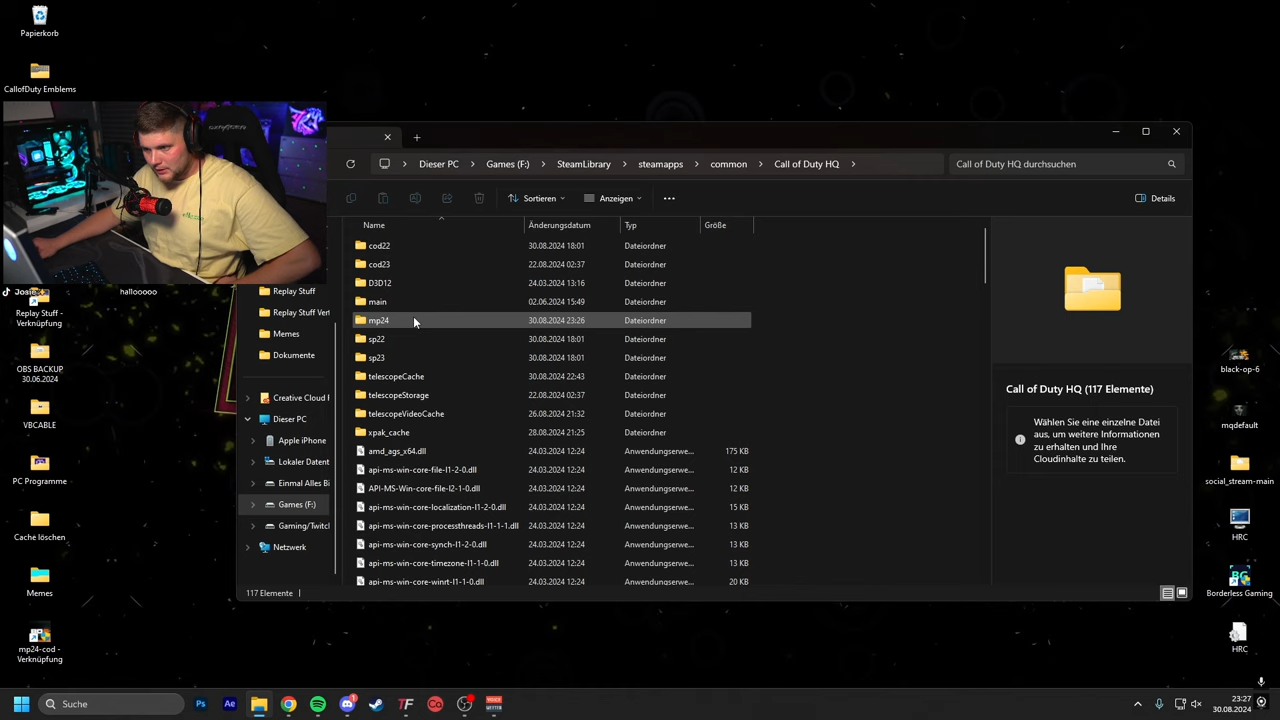 Papierkorb
CallofDuty Emblems
Josie
hallooooo
Replay Stuff -
Verknüpfung
OBS BACKUP
30.06.2024
VBCABLE
PC Programme
Cache löschen
Memes
mp24-cod -
Verknüpfung
Dieser PC
Games (F:)
SteamLibrary
steamapps
common
Call of Duty HQ
Call of Duty HQ durchsuchen
Sortieren
Anzeigen
Details
Name
Änderungsdatum
Typ
Größe
cod22 30.08.2024 18:01 Dateiordner
cod23 22.08.2024 02:37 Dateiordner
D3D12 24.03.2024 13:16 Dateiordner
main 02.06.2024 15:49 Dateiordner
mp24 30.08.2024 23:26 Dateiordner
sp22 30.08.2024 18:01 Dateiordner
sp23 30.08.2024 18:01 Dateiordner
telescopeCache 30.08.2024 22:43 Dateiordner
telescopeStorage 22.08.2024 02:37 Dateiordner
telescopeVideoCache 26.08.2024 21:32 Dateiordner
xpak_cache 28.08.2024 21:25 Dateiordner
amd_ags_x64.dll 24.03.2024 12:24 Anwendungserwe... 175 KB
api-ms-win-core-file-l1-2-0.dll 24.03.2024 12:24 Anwendungserwe... 12 KB
API-MS-Win-core-file-l2-1-0.dll 24.03.2024 12:24 Anwendungserwe... 12 KB
api-ms-win-core-localization-l1-2-0.dll 24.03.2024 12:24 Anwendungserwe... 15 KB
api-ms-win-core-processthreads-l1-1-1.dll 24.03.2024 12:24 Anwendungserwe... 13 KB
api-ms-win-core-synch-l1-2-0.dll 24.03.2024 12:24 Anwendungserwe... 13 KB
api-ms-win-core-timezone-l1-1-0.dll 24.03.2024 12:24 Anwendungserwe... 13 KB
api-ms-win-core-winrt-l1-1-0.dll 24.03.2024 12:24 Anwendungserwe... 20 KB
Replay Stuff
Replay Stuff Vert
Memes
Dokumente
Creative Cloud F
Dieser PC
Apple iPhone
Lokaler Datent
Einmal Alles Bi
Games (F:)
Gaming/Twitcl
Netzwerk
117 Elemente
Call of Duty HQ (117 Elemente)
Wählen Sie eine einzelne Datei
aus, um weitere Informationen
zu erhalten und Ihre
Cloudinhalte zu teilen.
black-op-6
mqdefault
social_stream-main
HRC
Borderless Gaming
HRC
Suche
23:27
30.08.2024